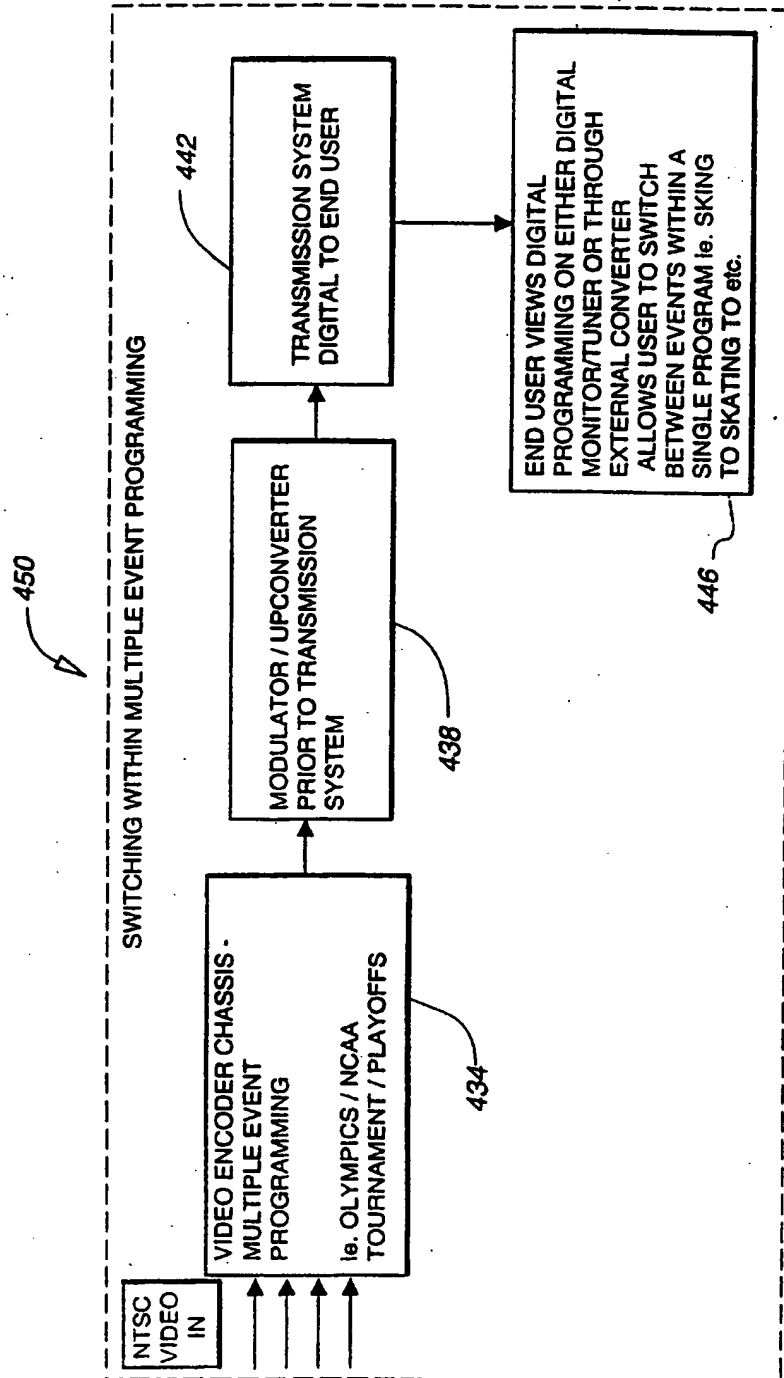 450
SWITCHING WITHIN MULTIPLE EVENT PROGRAMMING
NTSC
VIDEO
IN
VIDEO ENCODER CHASSIS -
MULTIPLE EVENT
PROGRAMMING
ie. OLYMPICS / NCAA
TOURNAMENT / PLAYOFFS
434
MODULATOR / UPCONVERTER
PRIOR TO TRANSMISSION
SYSTEM
438
TRANSMISSION SYSTEM
DIGITAL TO END USER
442
END USER VIEWS DIGITAL
PROGRAMMING ON EITHER DIGITAL
MONITOR/TUNER OR THROUGH
EXTERNAL CONVERTER
ALLOWS USER TO SWITCH
BETWEEN EVENTS WITHIN A
SINGLE PROGRAM ie. SKING
TO SKATING TO etc.
446